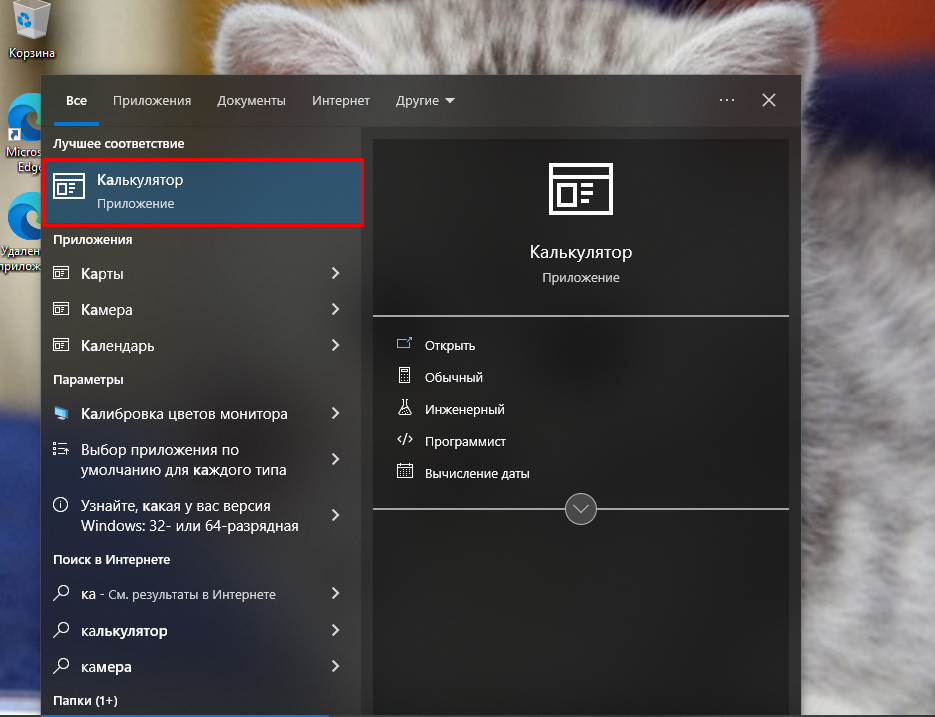 Корзина
Все
Приложения
Документы
Интернет
Другие
Micros
Edge
Удален
прилож
Лучшее соответствие
Калькулятор
Приложение
Приложения
Карты
Камера
Календарь
Параметры
Калибровка цветов монитора
Выбор приложения по
умолчанию для каждого типа
Узнайте, какая у вас версия
Windows: 32- или 64-разрядная
Поиск в Интернете
ка - См. результаты в Интернете
калькулятор
камера
Папки (1+)
Калькулятор
Приложение
Открыть
Обычный
Инженерный
Программист
Вычисление даты